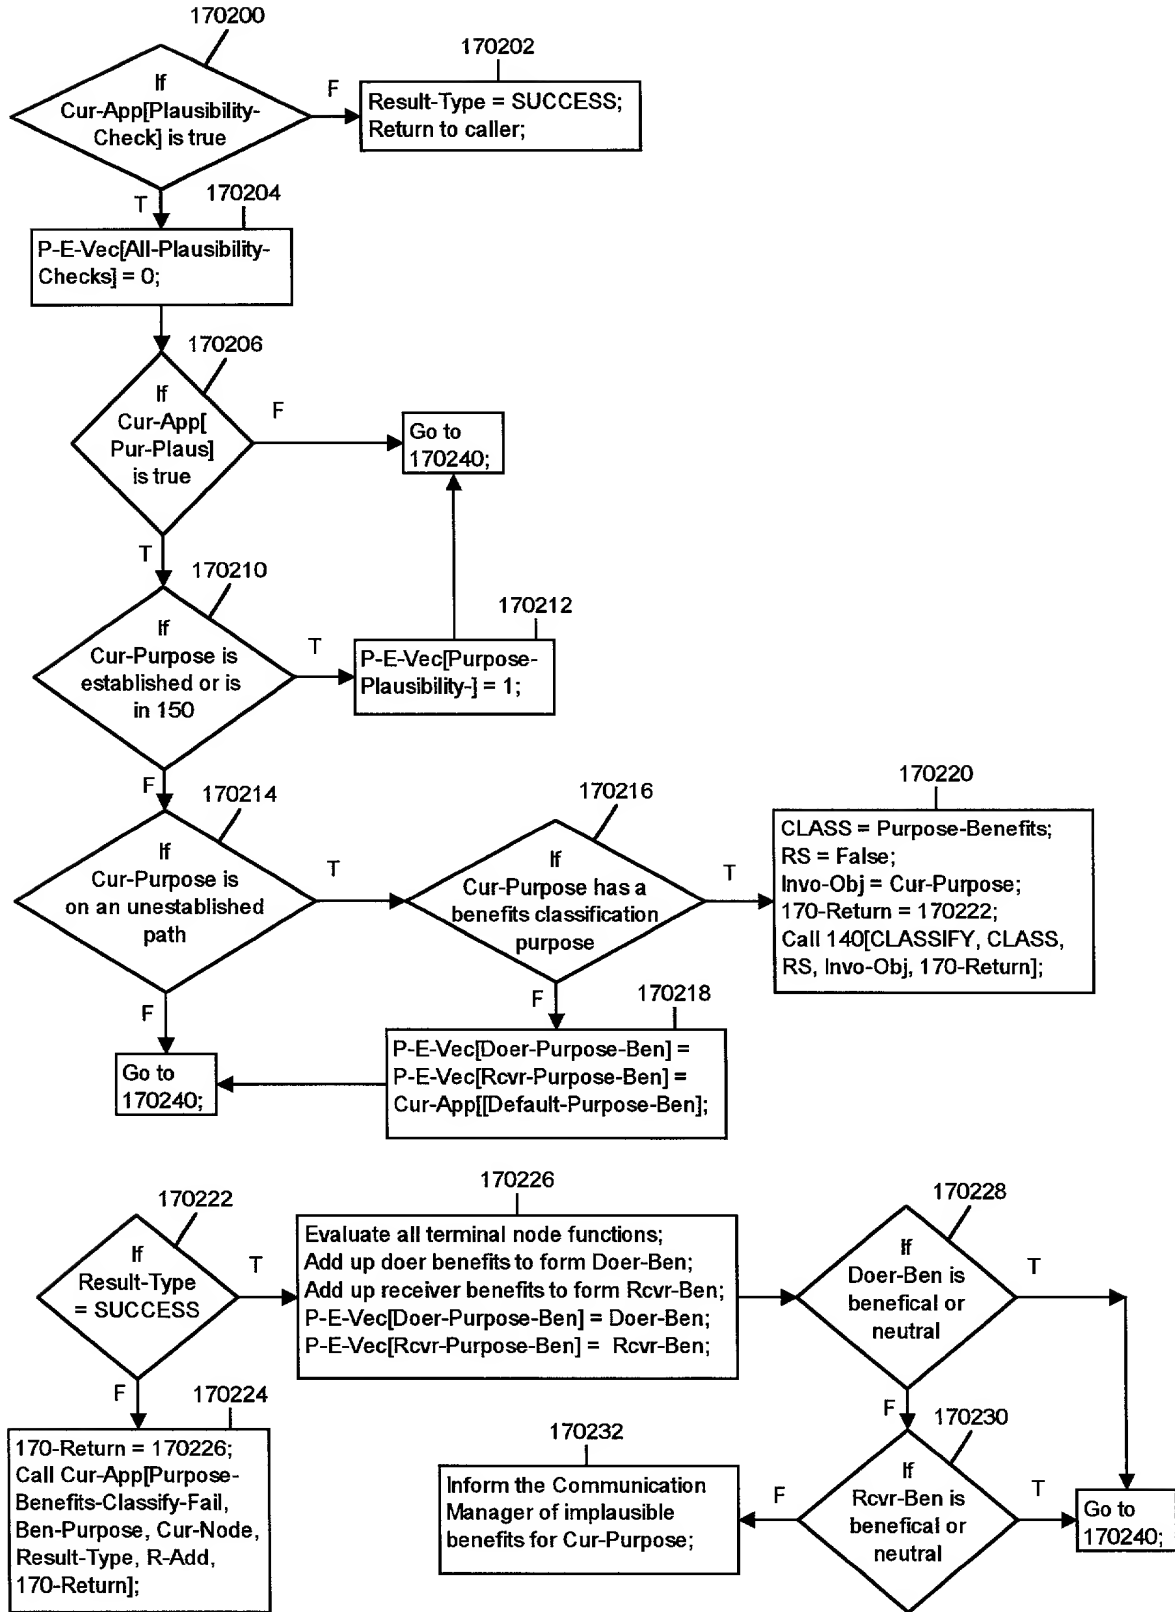 170200
If
Cur-App[Plausibility-
Check] is true
F
170202
Result-Type = SUCCESS;
Return to caller;
T
170204
P-E-Vec[All-Plausibility-
Checks] = 0;
170206
If
Cur-App[
Pur-Plaus]
is true
F
Go to
170240;
T
170210
If
Cur-Purpose is
established or is
in 150
T
170212
P-E-Vec[Purpose-
Plausibility-] = 1;
F
170214
If
Cur-Purpose is
on an unestablished
path
T
170216
If
Cur-Purpose has a
benefits classification
purpose
T
170220
CLASS = Purpose-Benefits;
RS = False;
Invo-Obj = Cur-Purpose;
170-Return = 170222;
Call 140[CLASSIFY, CLASS,
RS, Invo-Obj, 170-Return];
F
Go to
170240;
F
170218
P-E-Vec[Doer-Purpose-Ben] =
P-E-Vec[Rcvr-Purpose-Ben] =
Cur-App[[Default-Purpose-Ben];
170222
If
Result-Type
= SUCCESS
T
170226
Evaluate all terminal node functions;
Add up doer benefits to form Doer-Ben;
Add up receiver benefits to form Rcvr-Ben;
P-E-Vec[Doer-Purpose-Ben] = Doer-Ben;
P-E-Vec[Rcvr-Purpose-Ben] = Rcvr-Ben;
170228
If
Doer-Ben is
benefical or
neutral
T
F
170224
170-Return = 170226;
Call Cur-App[Purpose-
Benefits-Classify-Fail,
Ben-Purpose, Cur-Node,
Result-Type, R-Add,
170-Return];
F
170230
If
Rcvr-Ben is
benefical or
neutral
T
Go to
170240;
F
170232
Inform the Communication
Manager of implausible
benefits for Cur-Purpose;